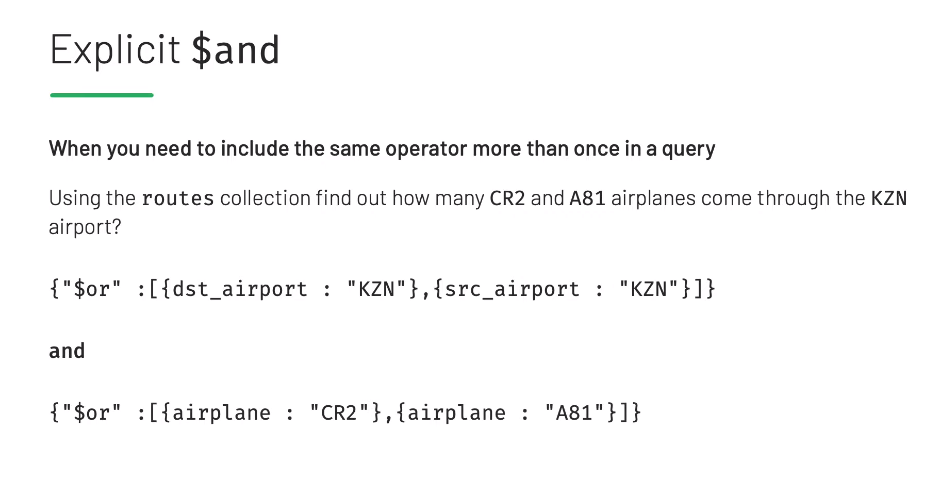 Explicit $and
When you need to include the same operator more than once in a query
Using the routes collection find out how many CR2 and A81 airplanes come through the KZN
airport?
{"$or" :[{dst_airport : "KZN"},{src_airport : "KZN"}]}
and
{"$or" :[{airplane : "CR2"},{airplane : "A81"}]}